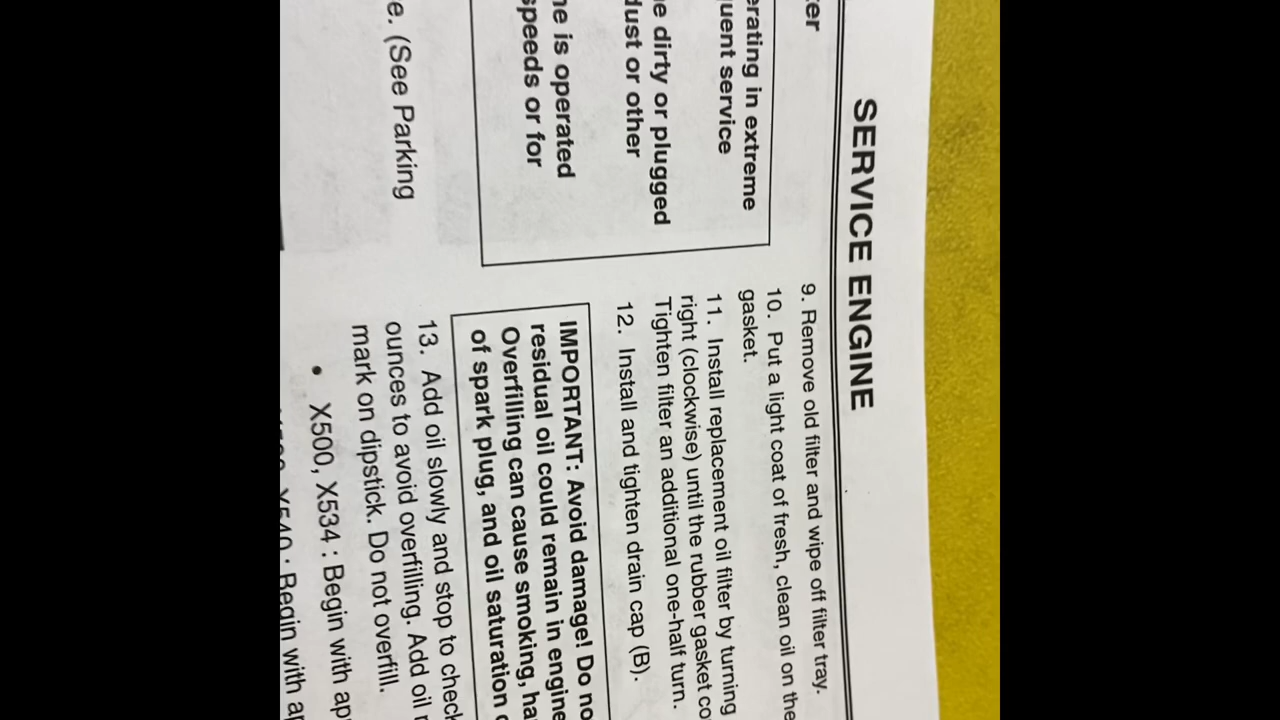 SERVICE ENGINE
erating in extreme
uent service
e dirty or plugged
dust or other
ne is operated
speeds or for
e. (See Parking
9. Remove old filter and wipe off filter tray.
10. Put a light coat of fresh, clean oil on the
gasket.
11. Install replacement oil filter by turning
right (clockwise) until the rubber gasket co
Tighten filter an additional one-half turn.
12. Install and tighten drain cap (B).
IMPORTANT: Avoid damage! Do no
residual oil could remain in engine
Overfilling can cause smoking, ha
of spark plug, and oil saturation
13. Add oil slowly and stop to check
ounces to avoid overfilling. Add oil
mark on dipstick. Do not overfill.
• X500, X534 : Begin with ap
X540 : Begin with ap